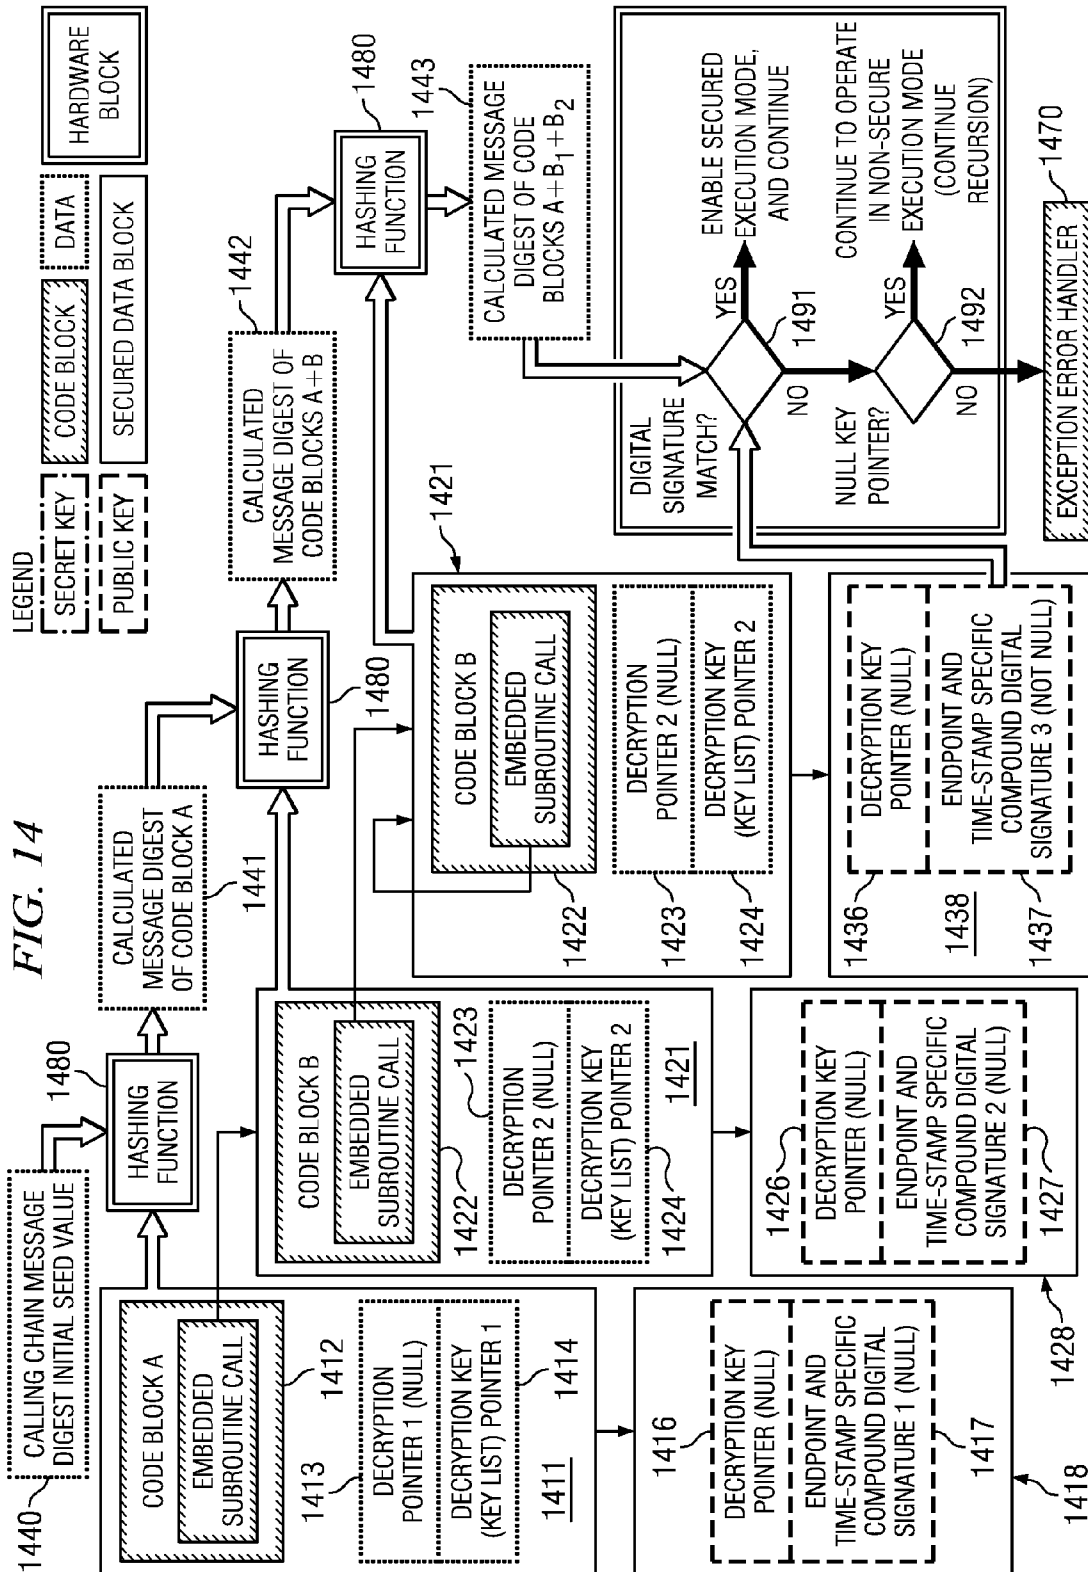 FIG. 14
LEGEND
SECRET KEY
CODE BLOCK
DATA
HARDWARE
BLOCK
PUBLIC KEY
SECURED DATA BLOCK
1440
CALLING CHAIN MESSAGE
DIGEST INITIAL SEED VALUE
1480
HASHING
FUNCTION
CALCULATED
MESSAGE DIGEST
OF CODE BLOCK A
1441
HASHING
FUNCTION
1480
CALCULATED
MESSAGE DIGEST OF
CODE BLOCKS A+B
1442
HASHING
FUNCTION
1480
CALCULATED MESSAGE
DIGEST OF CODE
BLOCKS A+B1+B2
1443
CODE BLOCK A
EMBEDDED
SUBROUTINE CALL
1412
1413
DECRYPTION
POINTER 1 (NULL)
DECRYPTION KEY
(KEY LIST) POINTER 1
1414
1411
1416
DECRYPTION KEY
POINTER (NULL)
ENDPOINT AND
TIME-STAMP SPECIFIC
COMPOUND DIGITAL
SIGNATURE 1 (NULL)
1417
1418
CODE BLOCK B
EMBEDDED
SUBROUTINE CALL
1422
1423
DECRYPTION
POINTER 2 (NULL)
DECRYPTION KEY
(KEY LIST) POINTER 2
1424
1421
1426
DECRYPTION KEY
POINTER (NULL)
ENDPOINT AND
TIME-STAMP SPECIFIC
COMPOUND DIGITAL
SIGNATURE 2 (NULL)
1427
1428
1421
CODE BLOCK B
EMBEDDED
SUBROUTINE CALL
1422
DECRYPTION
POINTER 2 (NULL)
1423
DECRYPTION KEY
(KEY LIST) POINTER 2
1424
DECRYPTION KEY
POINTER (NULL)
1436
ENDPOINT AND
TIME-STAMP SPECIFIC
COMPOUND DIGITAL
SIGNATURE 3 (NOT NULL)
1438
1437
DIGITAL
SIGNATURE
MATCH?
YES
1491
ENABLE SECURED
EXECUTION MODE,
AND CONTINUE
NO
NULL KEY
POINTER?
YES
1492
CONTINUE TO OPERATE
IN NON-SECURE
EXECUTION MODE
(CONTINUE
RECURSION)
NO
EXCEPTION ERROR HANDLER
1470